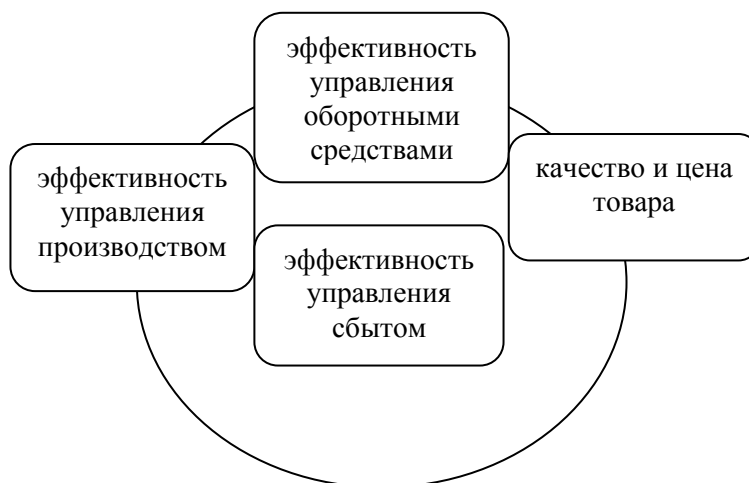 эффективность
управления
оборотными
средствами
эффективность
управления
производством
качество и цена
товара
эффективность
управления
сбытом